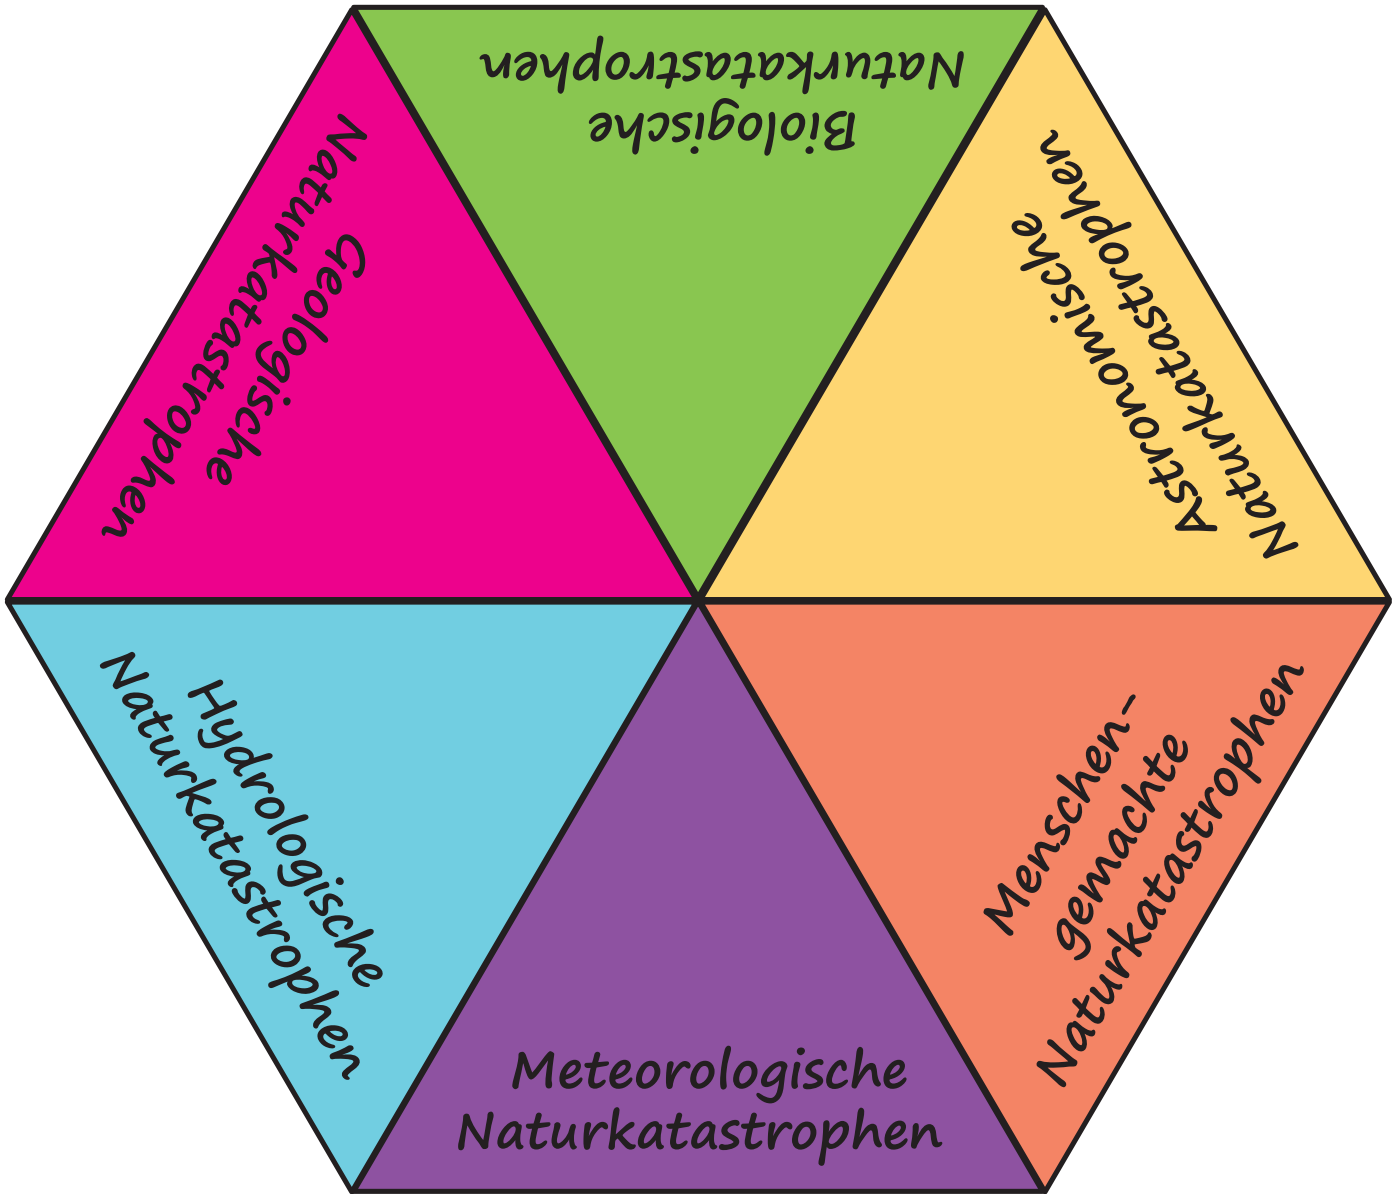 Biologische
Naturkatastrophen
Astronomische
Naturkatastrophen
Menschen-
gemachte
Naturkatastrophen
Meteorologische
Naturkatastrophen
Hydrologische
Naturkatastrophen
Geologische
Naturkatastrophen